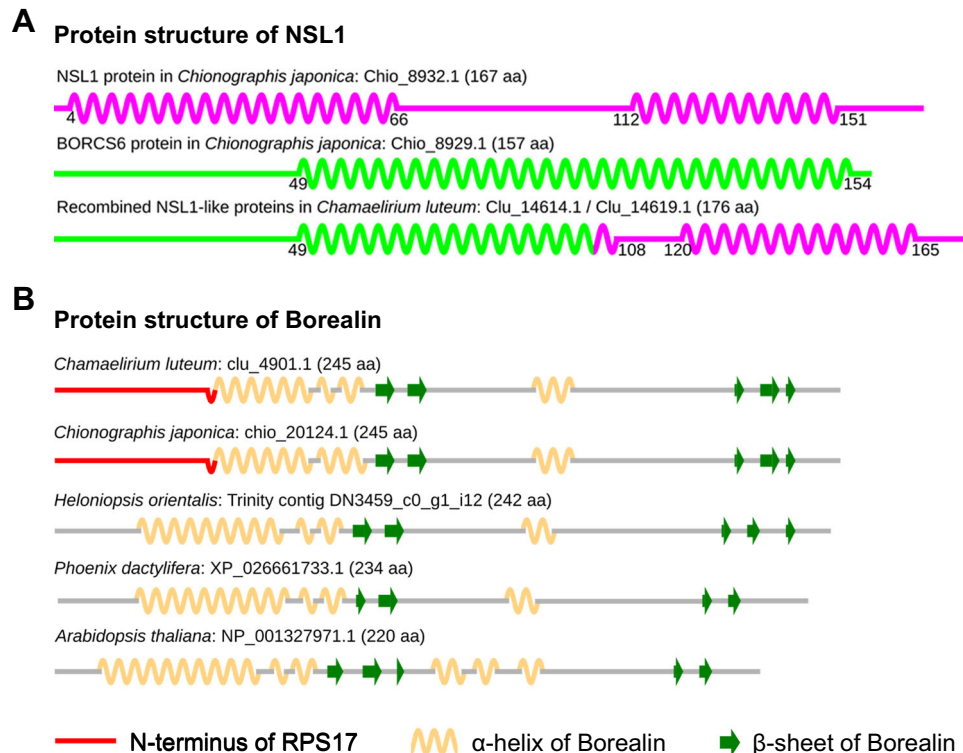 A
Protein structure of NSL1
NSL1 protein in Chionographis japonica: Chio_8932.1 (167 aa)
4 66 112 151
BORCS6 protein in Chionographis japonica: Chio_8929.1 (157 aa)
49 154
Recombined NSL1-like proteins in Chamaelirium luteum: Clu_14614.1 / Clu_14619.1 (176 aa)
49 108 120 165
B
Protein structure of Borealin
Chamaelirium luteum: clu_4901.1 (245 aa)
Chionographis japonica: chio_20124.1 (245 aa)
Heloniopsis orientalis: Trinity contig DN3459_c0_g1_i12 (242 aa)
Phoenix dactylifera: XP_026661733.1 (234 aa)
Arabidopsis thaliana: NP_001327971.1 (220 aa)
N-terminus of RPS17 α-helix of Borealin β-sheet of Borealin